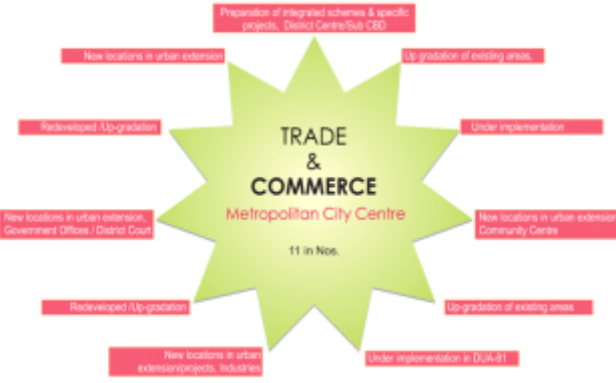 Preparation of integrated schemes & specific
projects, District Centre/Sub CBD
New locations in urban extension
Up gradation of existing areas,
Redeveloped /Up-gradation
Under implementation
TRADE
&
COMMERCE
Metropolitan City Centre
11 in Nos.
New locations in urban extension,
Government Offices / District Court
New locations in urban extension
Community Centre
Redeveloped /Up-gradation
Up-gradation of existing areas
New locations in urban
extension/projects, Industries
Under implementation in DUA-81